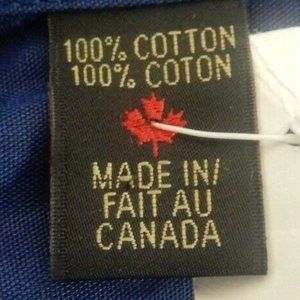 100% COTTON
100% COTON
MADE IN/
FAIT AU
CANADA